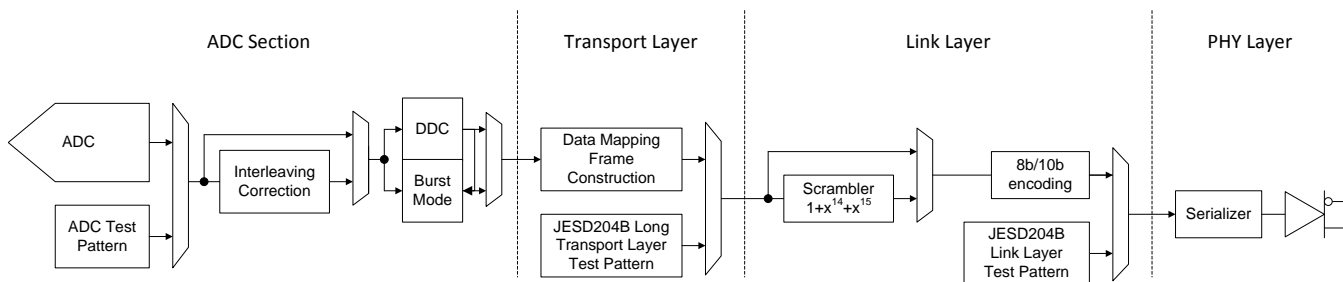 ADC Section
Transport Layer
Link Layer
PHY Layer
ADC
ADC Test
Pattern
Interleaving
Correction
DDC
Burst
Mode
Data Mapping
Frame
Construction
JESD204B Long
Transport Layer
Test Pattern
Scrambler
1+x¹⁴+x¹⁵
8b/10b
encoding
JESD204B
Link Layer
Test Pattern
Serializer